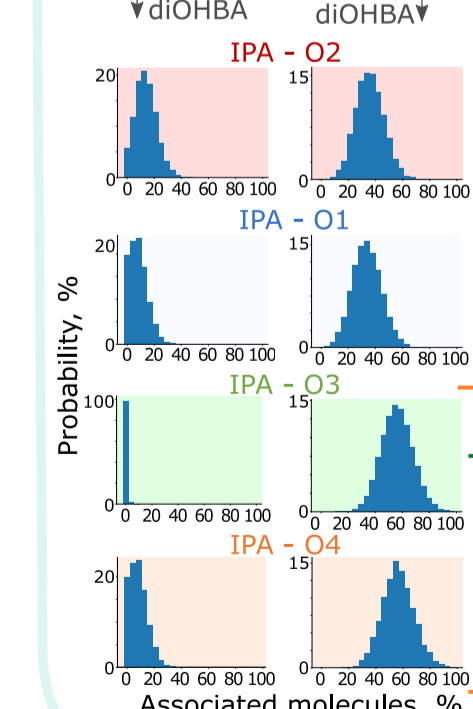 diOHBA diOHBA
IPA - O2
20 15
0 0
0 20 40 60 80 100 0 20 40 60 80 100
IPA - O1
20 15
0 0
0 20 40 60 80 100 0 20 40 60 80 100
IPA - O3
100 15
0 0
0 20 40 60 80 100 0 20 40 60 80 100
IPA - O4
20 15
0 0
0 20 40 60 80 100 0 20 40 60 80 100
Probability, %
Associated molecules, %